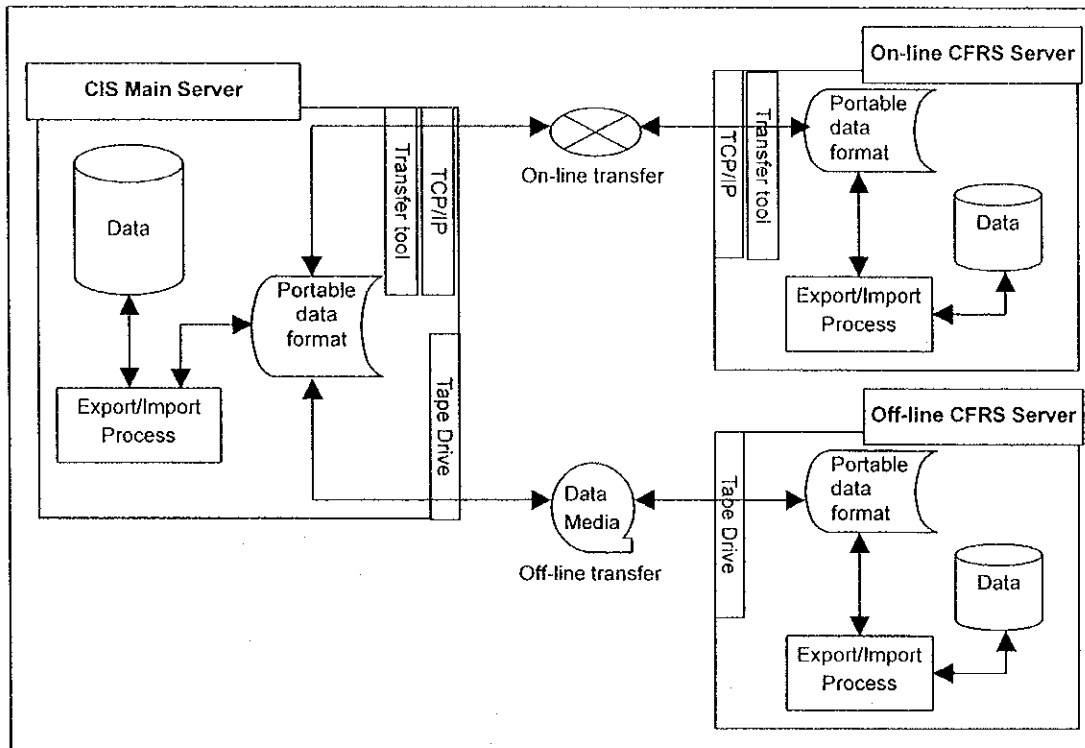 CIS Main Server
Data
Export/Import
Process
Portable
data
format
Transfer tool
TCP/IP
Tape Drive
On-line transfer
Data
Media
Off-line transfer
On-line CFRS Server
TCP/IP
Transfer tool
Portable
data
format
Data
Export/Import
Process
Off-line CFRS Server
Tape Drive
Portable
data
format
Data
Export/Import
Process